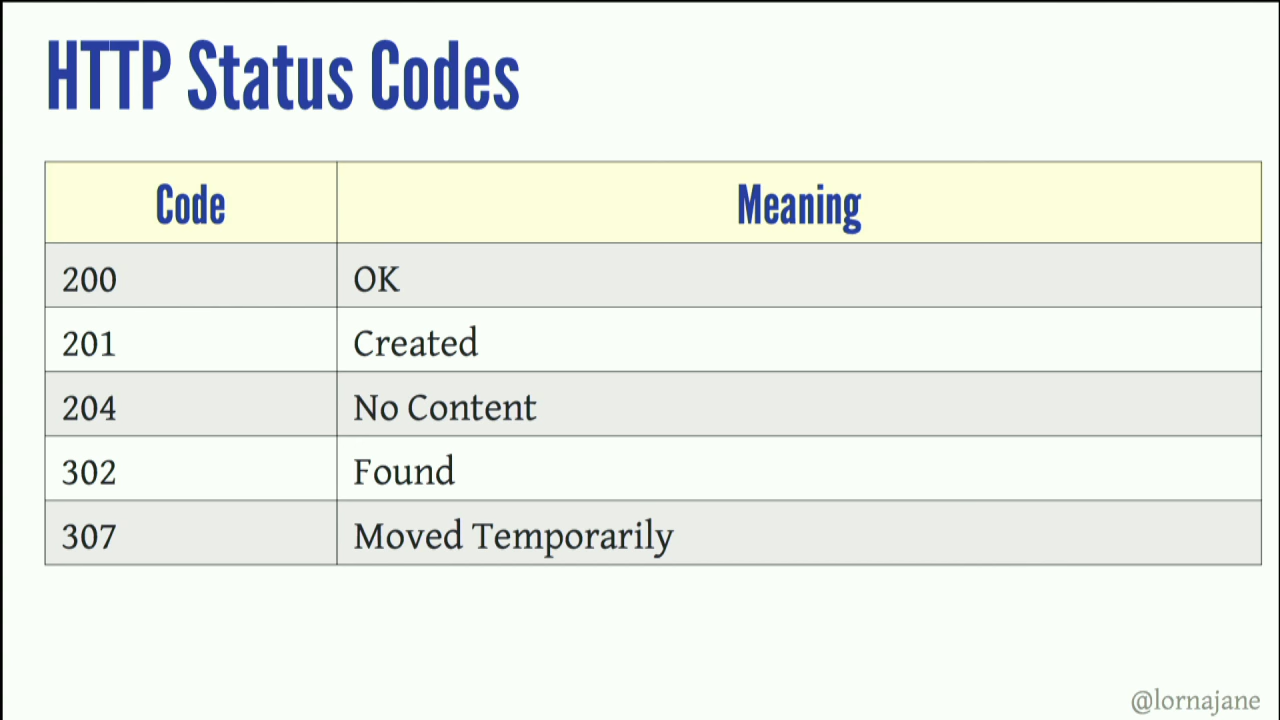 HTTP Status Codes
Code Meaning
200 OK
201 Created
204 No Content
302 Found
307 Moved Temporarily
@lornajane